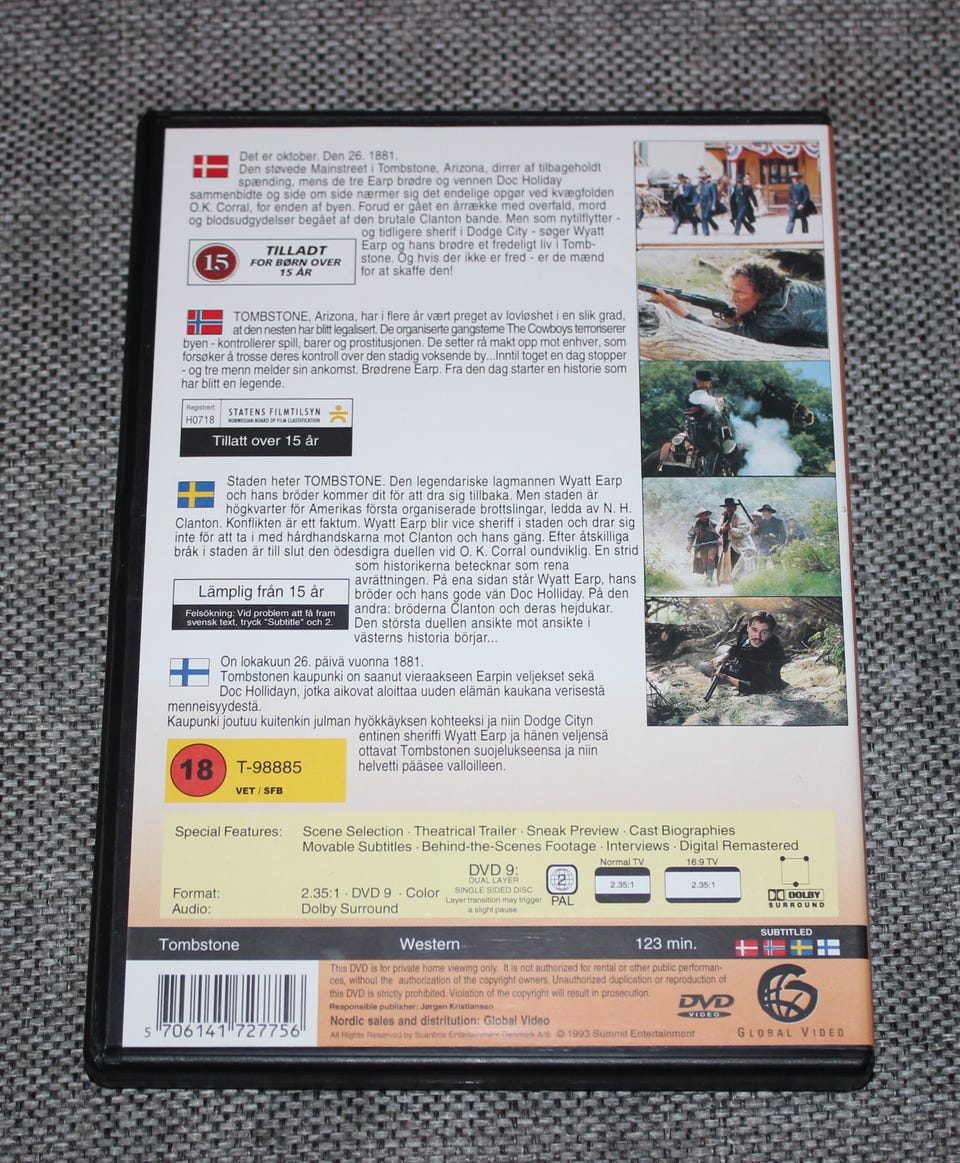 Det er oktober. Den 26. 1881.
Den støvede Mainstreet i Tombstone, Arizona, dirrer af tilbageholdt
spænding, mens de tre Earp brødre og vennen Doc Holiday
sammenbidte og side om side nærmer sig det endelige opgør ved kvægfolden
O.K. Corral, for enden af byen. Forud er gået en årrække med overfald, mord
og blodsudgydelser begået af den brutale Clanton bande. Men som nytilflytter -
og tidligere sherif i Dodge City - søger Wyatt
Earp og hans brødre et fredeligt liv i Tomb-
stone. Og hvis der ikke er fred - er de mænd
for at skaffe den!
15
TILLADT
FOR BØRN OVER
15 ÅR
TOMBSTONE, Arizona, har i flere år vært preget av lovløshet i en slik grad,
at den nesten har blitt legalisert. De organiserte gangsterne The Cowboys terroriserer
byen - kontrollerer spill, barer og prostitusjonen. De setter rå makt opp mot enhver, som
forsøker å trosse deres kontroll over den stadig voksende by...Inntil toget en dag stopper
- og tre menn melder sin ankomst. Brødrene Earp. Fra den dag starter en historie som
har blitt en legende.
Registrert:
H0718
STATENS FILMTILSYN
NORWEGIAN BOARD OF FILM CLASSIFICATION
Tillatt over 15 år
Staden heter TOMBSTONE. Den legendariske lagmannen Wyatt Earp
och hans bröder kommer dit för att dra sig tillbaka. Men staden är
högkvarter för Amerikas första organiserade brottslingar, ledda av N. H.
Clanton. Konflikten är ett faktum. Wyatt Earp blir vice sheriff i staden och drar sig
inte för att ta i med hårdhandskarna mot Clanton och hans gäng. Efter åtskilliga
bråk i staden är till slut den ödesdigra duellen vid O. K. Corral oundviklig. En strid
som historikerna betecknar som rena
avrättningen. På ena sidan står Wyatt Earp, hans
bröder och hans gode vän Doc Holliday. På den
andra: bröderna Clanton och deras hejdukar.
Den största duellen ansikte mot ansikte i
västerns historia börjar...
Lämplig från 15 år
Felsökning: Vid problem att få fram
svensk text, tryck "Subtitle" och 2.
On lokakuun 26. päivä vuonna 1881.
Tombstonen kaupunki on saanut vieraakseen Earpin veljekset sekä
Doc Hollidayn, jotka aikovat aloittaa uuden elämän kaukana verisestä
menneisyydestä.
Kaupunki joutuu kuitenkin julman hyökkäyksen kohteeksi ja niin Dodge Cityn
entinen sheriffi Wyatt Earp ja hänen veljensä
ottavat Tombstonen suojelukseensa ja niin
helvetti pääsee valloilleen.
18
T-98885
VET / SFB
Special Features: Scene Selection · Theatrical Trailer · Sneak Preview · Cast Biographies
Movable Subtitles · Behind-the-Scenes Footage · Interviews · Digital Remastered
Format: 2.35:1 · DVD 9 · Color
Audio: Dolby Surround
DVD 9:
DUAL LAYER
SINGLE SIDED DISC
Layer transition may trigger
a slight pause.
2
PAL
Normal TV
2.35:1
16:9 TV
2.35:1
DOLBY
SURROUND
Tombstone Western 123 min.
SUBTITLED
This DVD is for private home viewing only. It is not authorized for rental or other public performan-
ces, without the authorization of the copyright owners. Unauthorized duplication or reproduction of
this DVD is strictly prohibited. Violation of the copyright will result in prosecution.
Responsible publisher: Jørgen Kristiansen
Nordic sales and distribution: Global Video
All Rights Reserved by Scanbox Entertainment Denmark A/S © 1993 Summit Entertainment
DVD
VIDEO
GLOBAL VIDEO
5 706141 727756